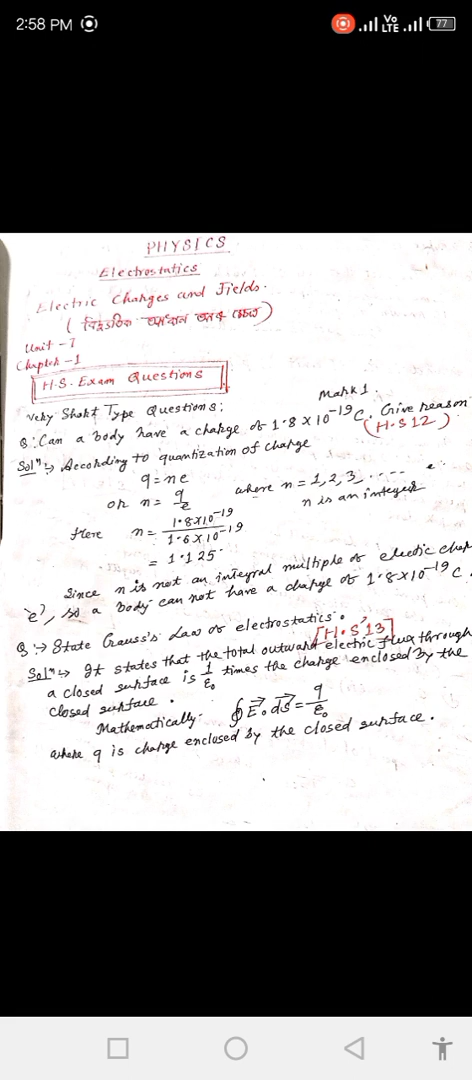 2:58 PM
Vo
LTE
77
PHYSICS
Electrostatics
Electric Charges and Fields.
Unit - I
Chapter - 1
H.S. Exam Questions
Mark 1.
Very Short Type Questions:
Q: Can a body have a charge of 1.8 × 10⁻¹⁹ C. Give reason
(H.S 12)
Solⁿ :→ According to quantization of charge
q = ne
or n = q/e where n = 1, 2, 3 .....
n is an integer
Here n = 1.8×10⁻¹⁹ / 1.6×10⁻¹⁹
= 1.125
Since n is not an integral multiple of electic char
'e', so a body can not have a charge of 1.8×10⁻¹⁹ C.
Q :→ State Gauss's Law of electrostatics.
[H.S'13]
Solⁿ :→ It states that the total outward electric flux through
a closed surface is 1/ε₀ times the charge enclosed by the
closed surface.
Mathematically. ∮ E⃗. ds⃗ = q/ε₀
where q is charge enclosed by the closed surface.